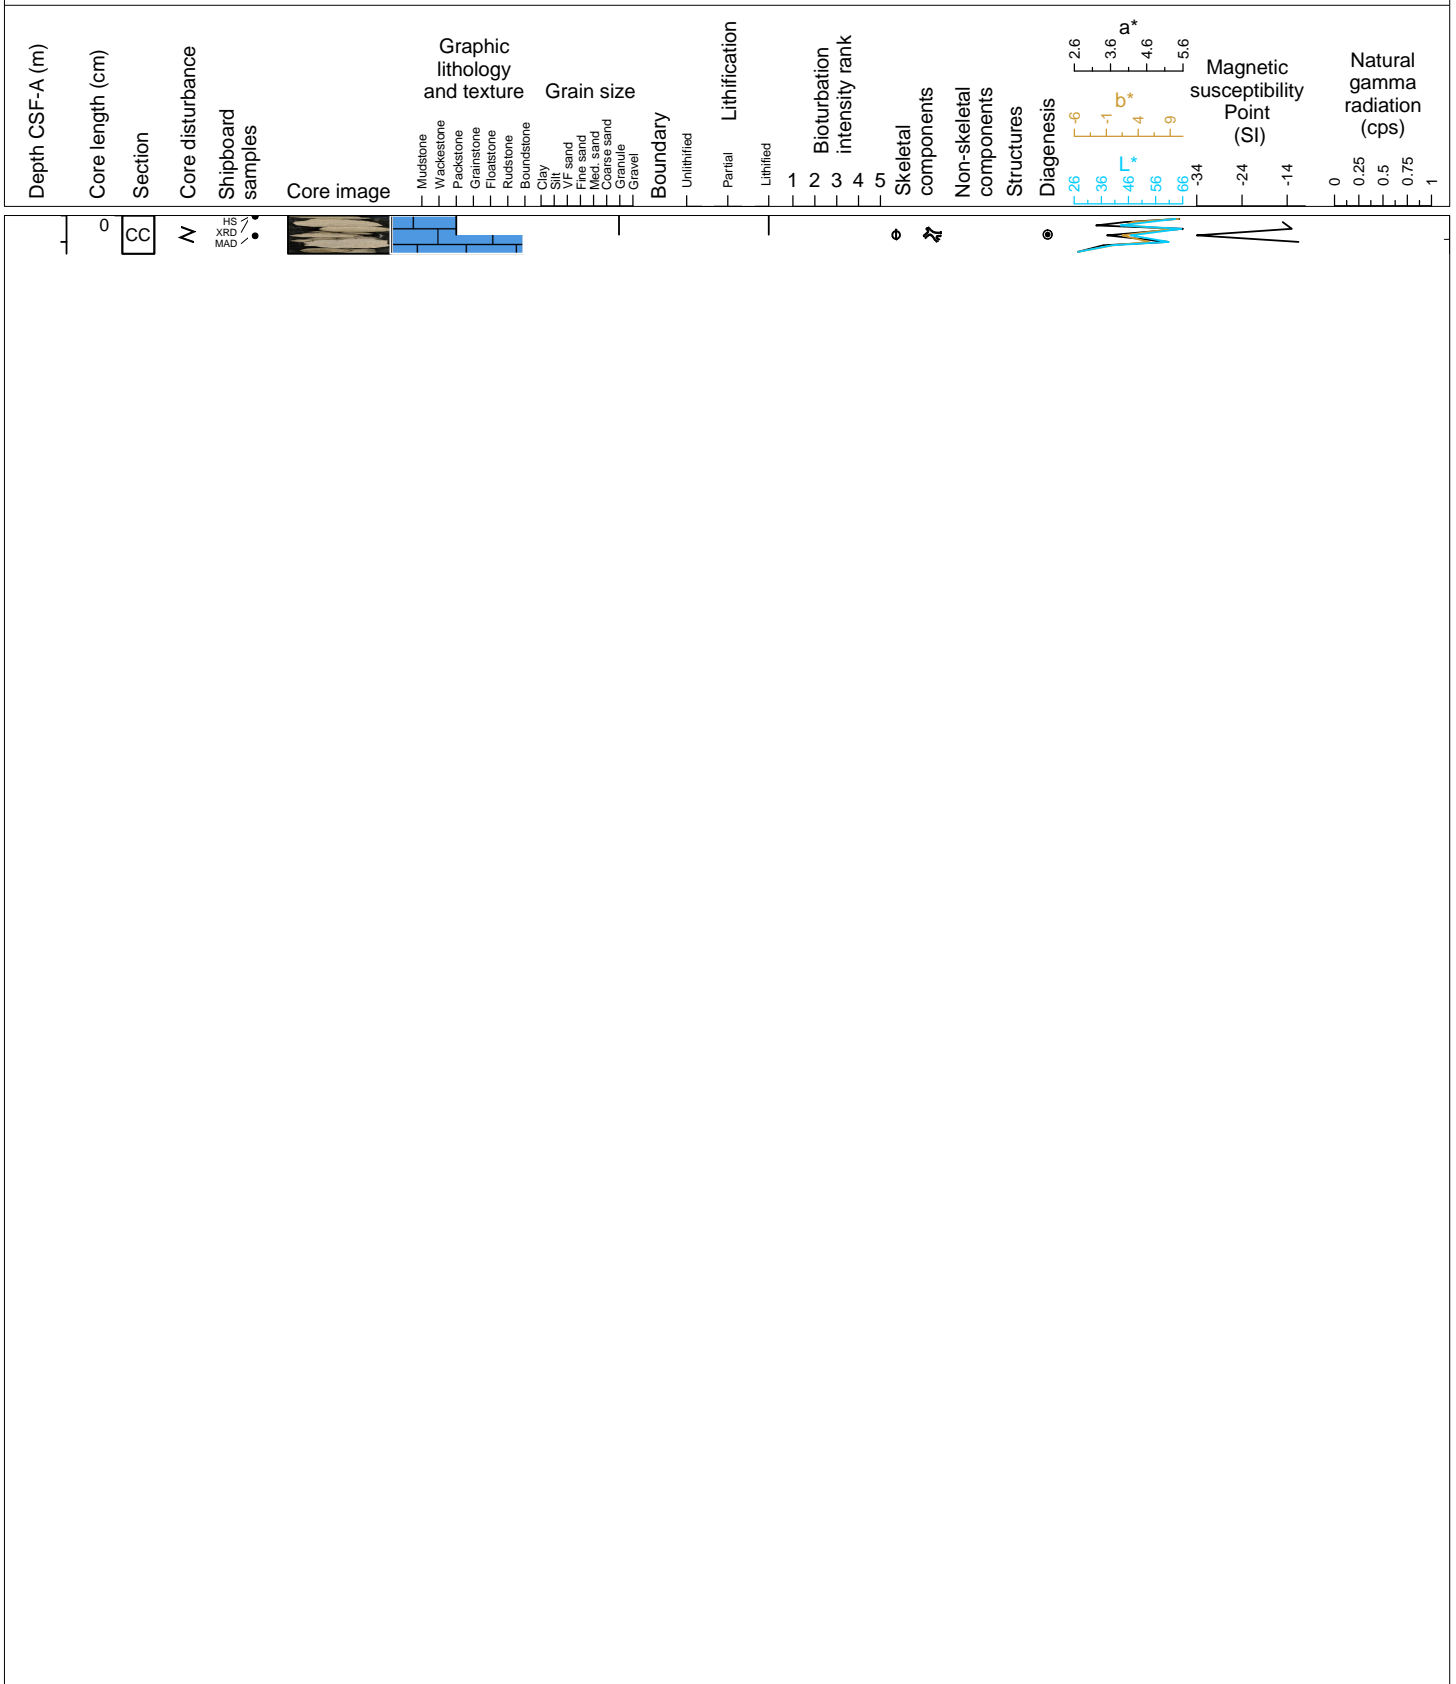 Depth CSF-A (m)
Core length (cm)
Section
Core disturbance
Shipboard
samples
Core image
Graphic
lithology
and texture
Mudstone
Wackestone
Packstone
Grainstone
Floatstone
Rudstone
Boundstone
Grain size
Clay
Silt
VF sand
Fine sand
Med. sand
Coarse sand
Granule
Gravel
Boundary
Lithification
Unlithified
Partial
Lithified
Bioturbation
intensity rank
1 2 3 4 5
Skeletal
components
Non-skeletal
components
Structures
Diagenesis
a*
2.6 3.6 4.6 5.6
b*
-6 -1 4 9
L*
26 36 46 56 66
Magnetic
susceptibility
Point
(SI)
-34 -24 -14
Natural
gamma
radiation
(cps)
0 0.25 0.5 0.75 1
0
CC
HS
XRD
MAD